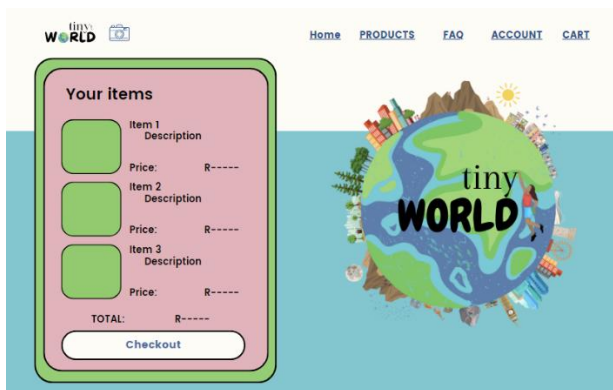 tiny
WORLD
Home PRODUCTS FAQ ACCOUNT CART
Your items
Item 1
Description
Price: R-----
Item 2
Description
Price: R-----
Item 3
Description
Price: R-----
TOTAL: R-----
Checkout
tiny
WORLD